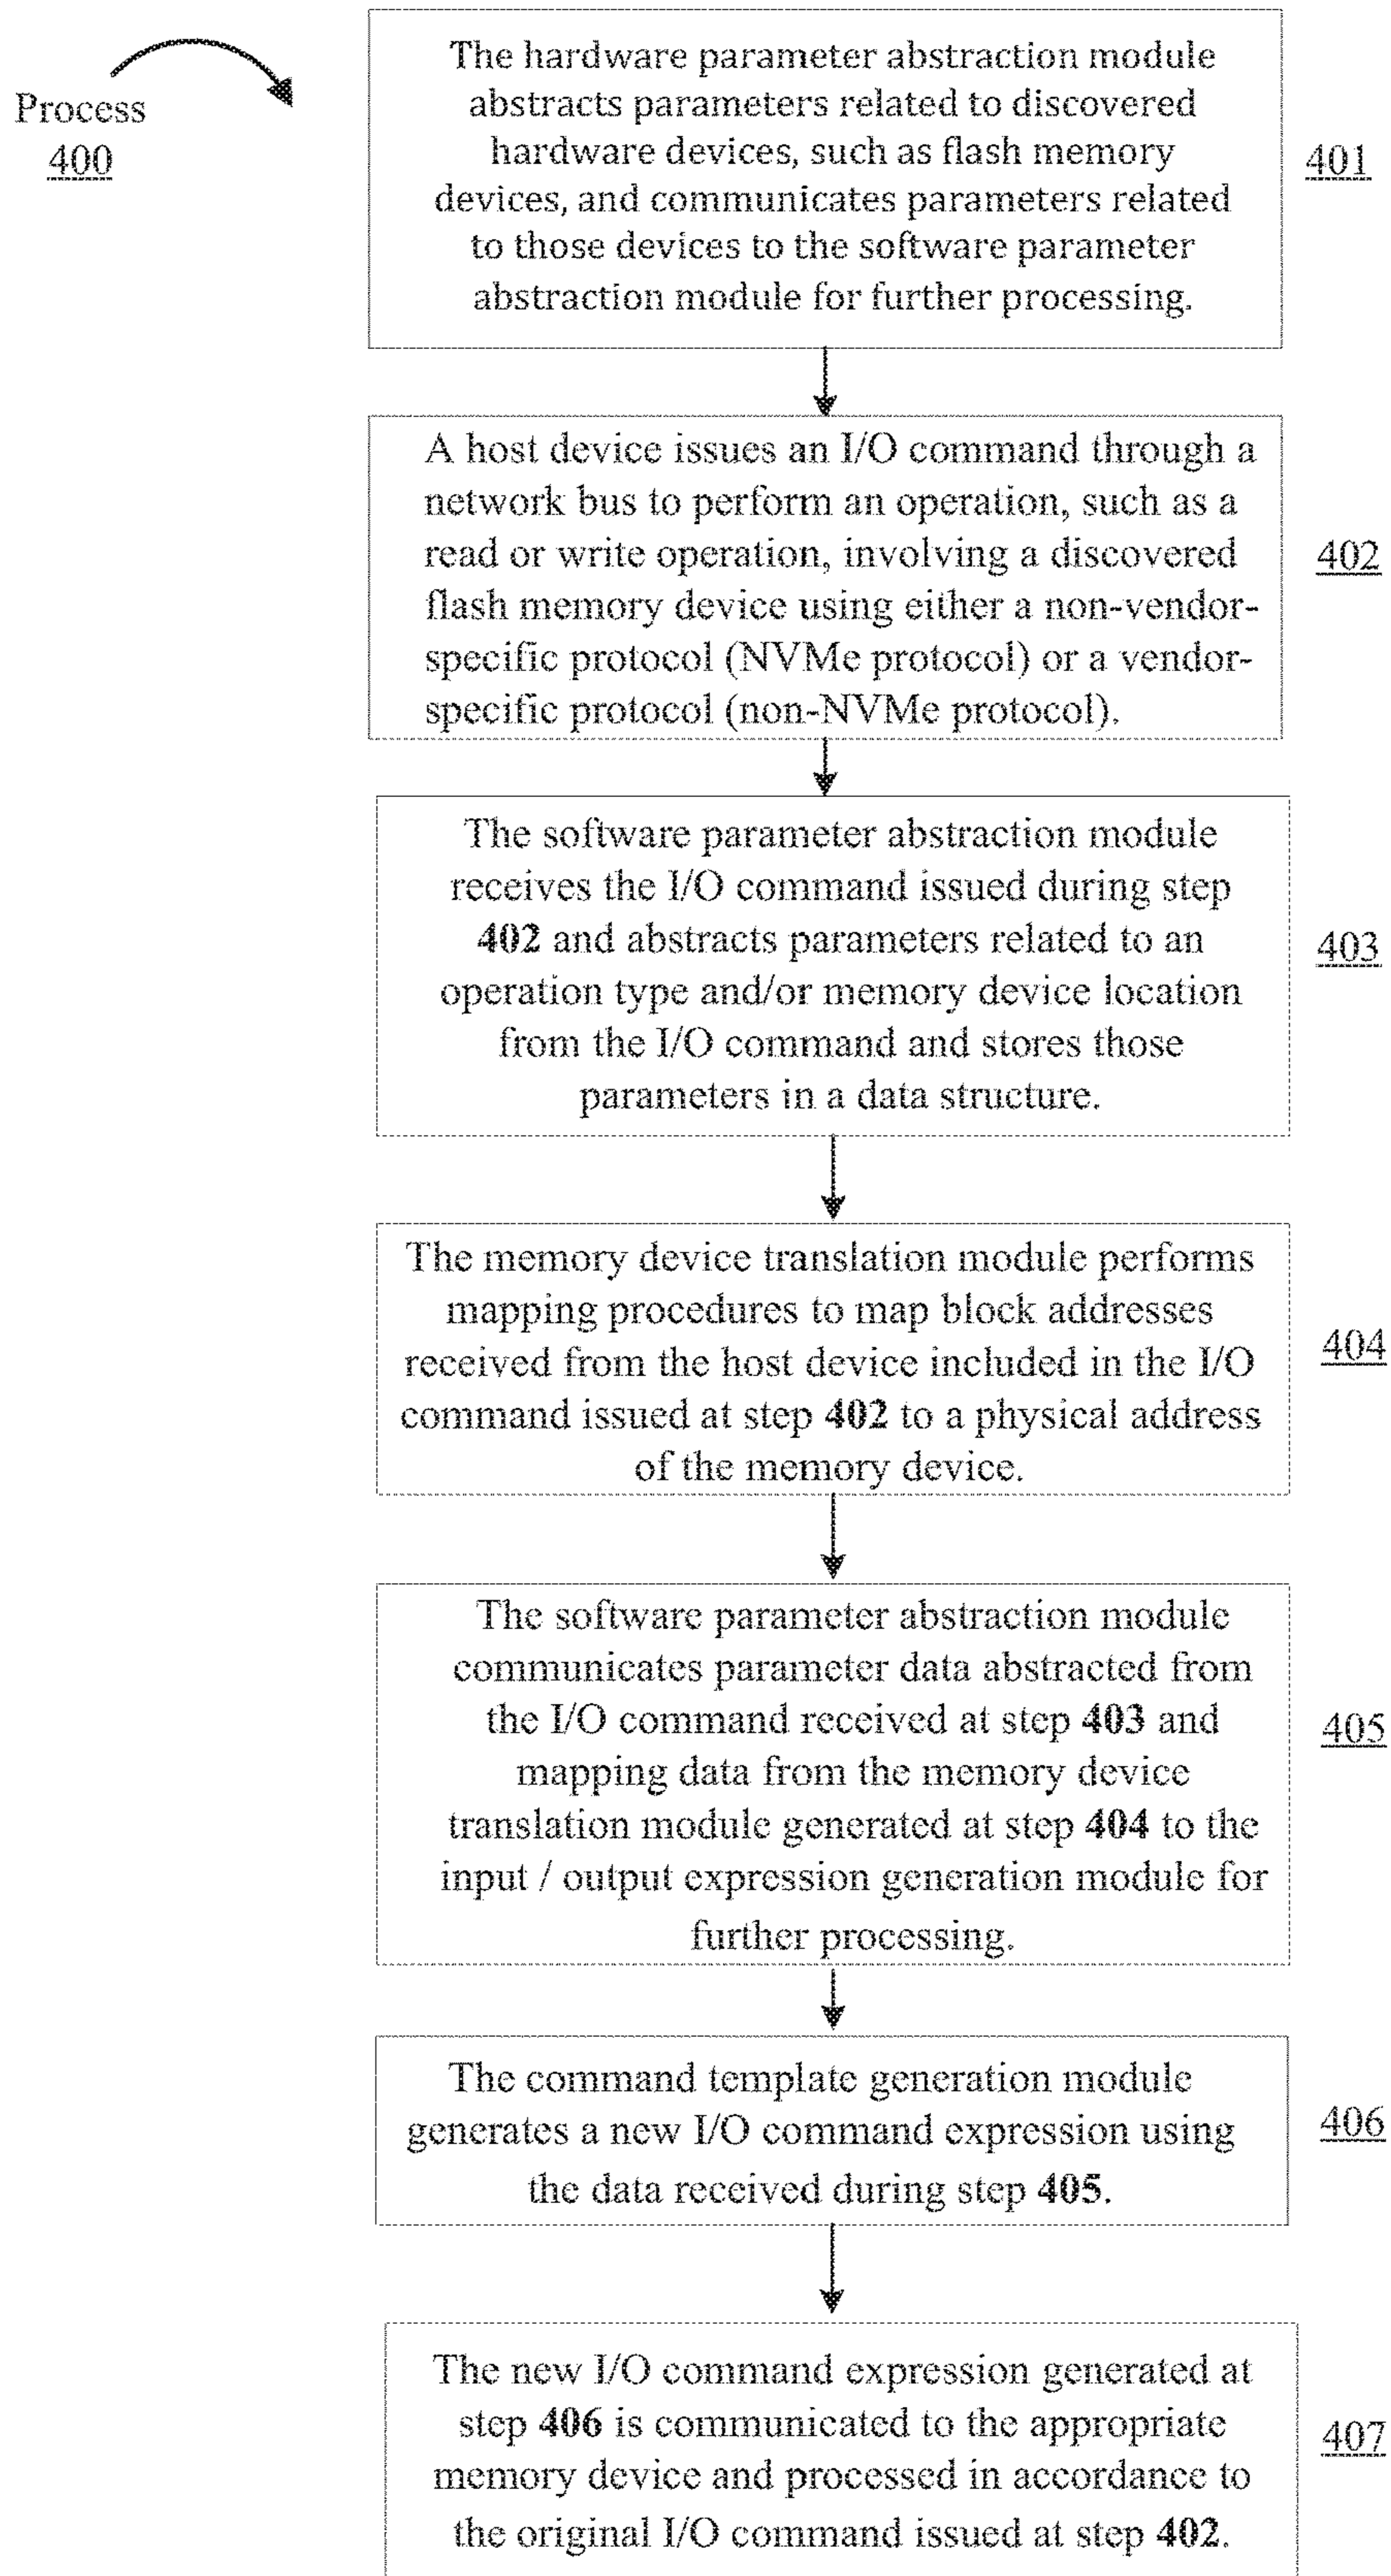 Process
400
The hardware parameter abstraction module
abstracts parameters related to discovered
hardware devices, such as flash memory
devices, and communicates parameters related
to those devices to the software parameter
abstraction module for further processing.
401
A host device issues an I/O command through a
network bus to perform an operation, such as a
read or write operation, involving a discovered
flash memory device using either a non-vendor-
specific protocol (NVMe protocol) or a vendor-
specific protocol (non-NVMe protocol).
402
The software parameter abstraction module
receives the I/O command issued during step
402 and abstracts parameters related to an
operation type and/or memory device location
from the I/O command and stores those
parameters in a data structure.
403
The memory device translation module performs
mapping procedures to map block addresses
received from the host device included in the I/O
command issued at step 402 to a physical address
of the memory device.
404
The software parameter abstraction module
communicates parameter data abstracted from
the I/O command received at step 403 and
mapping data from the memory device
translation module generated at step 404 to the
input / output expression generation module for
further processing.
405
The command template generation module
generates a new I/O command expression using
the data received during step 405.
406
The new I/O command expression generated at
step 406 is communicated to the appropriate
memory device and processed in accordance to
the original I/O command issued at step 402.
407